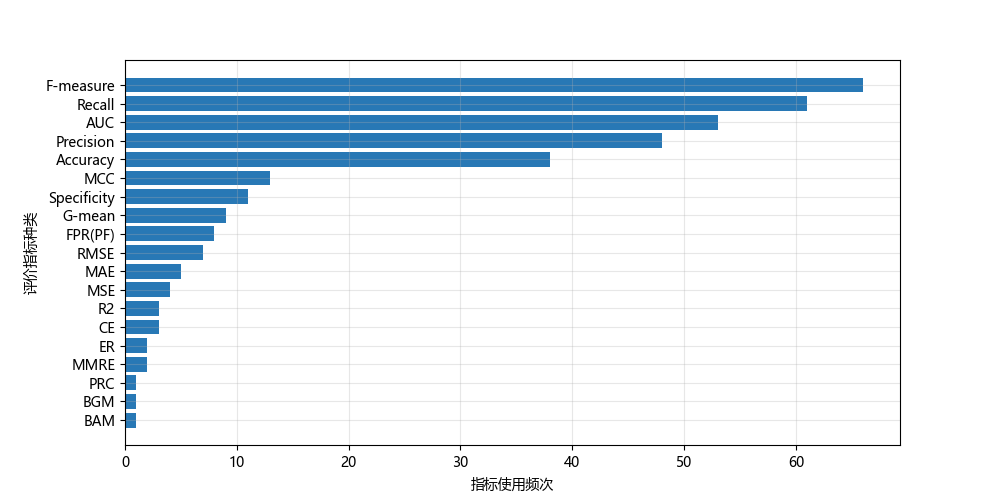 F-measure
Recall
AUC
Precision
Accuracy
MCC
Specificity
G-mean
FPR(PF)
RMSE
MAE
MSE
R2
CE
ER
MMRE
PRC
BGM
BAM
评价指标种类
0 10 20 30 40 50 60
指标使用频次